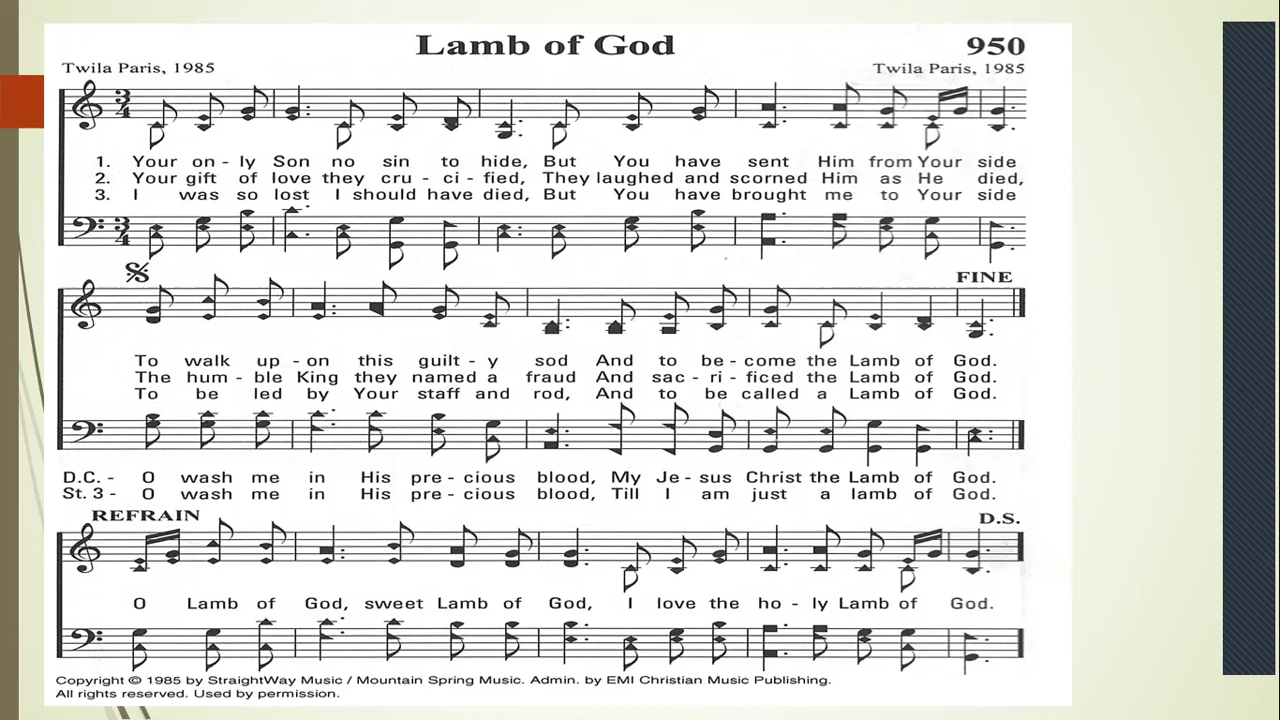 Lamb of God 950
Twila Paris, 1985 Twila Paris, 1985
3 4
1. Your on - ly Son no sin to hide, But You have sent Him from Your side
2. Your gift of love they cru - ci - fied, They laughed and scorned Him as He died,
3. I was so lost I should have died, But You have brought me to Your side
3 4
FINE
To walk up - on this guilt - y sod And to be - come the Lamb of God.
The hum - ble King they named a fraud And sac - ri - ficed the Lamb of God.
To be led by Your staff and rod, And to be called a Lamb of God.
D.C. - O wash me in His pre - cious blood, My Je - sus Christ the Lamb of God.
St. 3 - O wash me in His pre - cious blood, Till I am just a lamb of God.
REFRAIN D.S.
O Lamb of God, sweet Lamb of God, I love the ho - ly Lamb of God.
Copyright © 1985 by StraightWay Music / Mountain Spring Music. Admin. by EMI Christian Music Publishing.
All rights reserved. Used by permission.